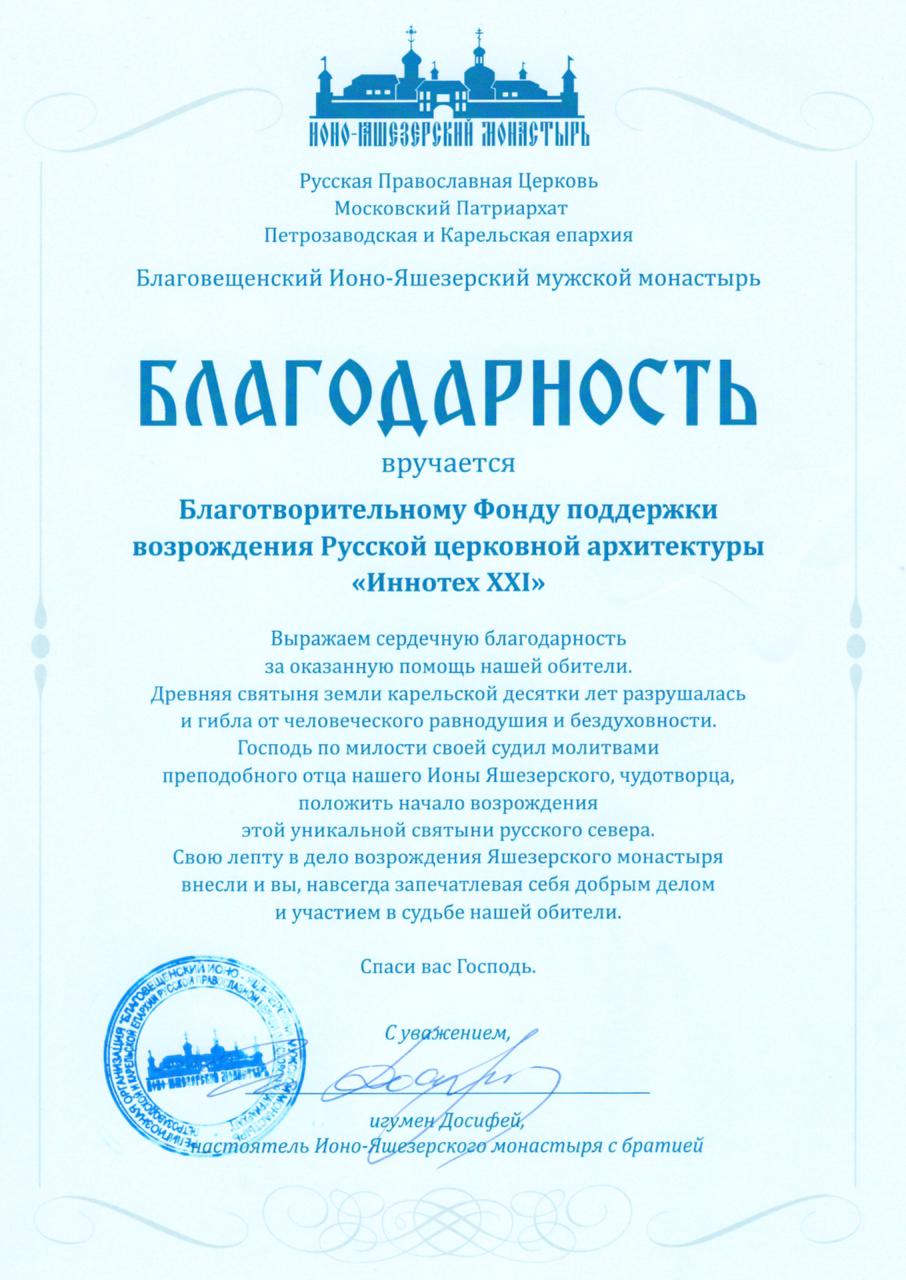 ИОНО-ЯШЕЗЕРСКИЙ МОНАСТЫРЬ
Русская Православная Церковь
Московский Патриархат
Петрозаводская и Карельская епархия
Благовещенский Ионо-Яшезерский мужской монастырь
БЛАГОДАРНОСТЬ
вручается
Благотворительному Фонду поддержки
возрождения Русской церковной архитектуры
«Иннотех XXI»
Выражаем сердечную благодарность
за оказанную помощь нашей обители.
Древняя святыня земли карельской десятки лет разрушалась
и гибла от человеческого равнодушия и бездуховности.
Господь по милости своей судил молитвами
преподобного отца нашего Ионы Яшезерского, чудотворца,
положить начало возрождения
этой уникальной святыни русского севера.
Свою лепту в дело возрождения Яшезерского монастыря
внесли и вы, навсегда запечатлевая себя добрым делом
и участием в судьбе нашей обители.
Спаси вас Господь.
С уважением,
игумен Досифей,
настоятель Ионо-Яшезерского монастыря с братией
РЕЛИГИОЗНАЯ ОРГАНИЗАЦИЯ "БЛАГОВЕЩЕНСКИЙ ИОНО-
ПЕТРОЗАВОДСКОЙ И КАРЕЛЬСКОЙ ЕПАРХИИ РУССКОЙ ПРАВОСЛАВНОЙ
ИОНО-ЯШЕЗЕРСКИЙ МОНАСТЫРЬ